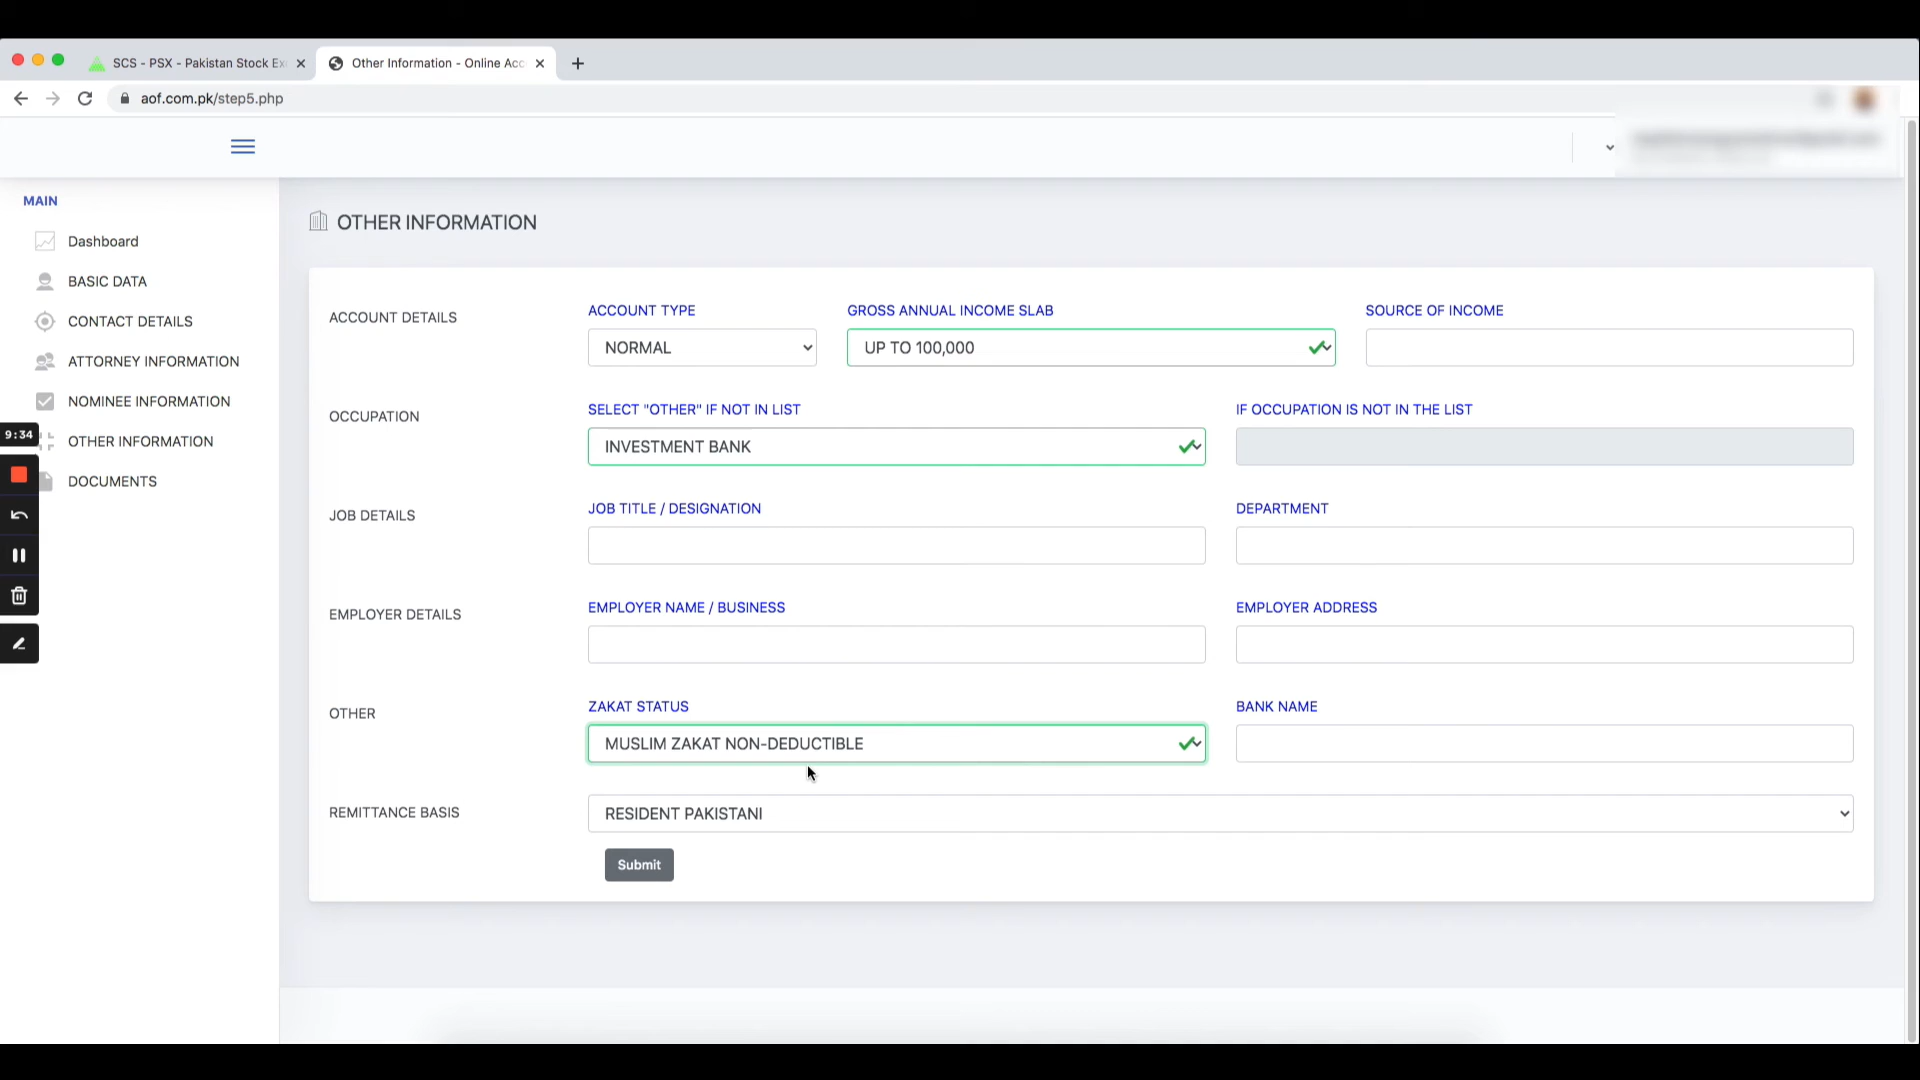 SCS - PSX - Pakistan Stock Ex
Other Information - Online Acc
aof.com.pk/step5.php
MAIN
Dashboard
BASIC DATA
CONTACT DETAILS
ATTORNEY INFORMATION
NOMINEE INFORMATION
9:34
OTHER INFORMATION
DOCUMENTS
OTHER INFORMATION
ACCOUNT DETAILS
ACCOUNT TYPE
GROSS ANNUAL INCOME SLAB
SOURCE OF INCOME
NORMAL
UP TO 100,000
OCCUPATION
SELECT "OTHER" IF NOT IN LIST
IF OCCUPATION IS NOT IN THE LIST
INVESTMENT BANK
JOB DETAILS
JOB TITLE / DESIGNATION
DEPARTMENT
EMPLOYER DETAILS
EMPLOYER NAME / BUSINESS
EMPLOYER ADDRESS
OTHER
ZAKAT STATUS
BANK NAME
MUSLIM ZAKAT NON-DEDUCTIBLE
REMITTANCE BASIS
RESIDENT PAKISTANI
Submit